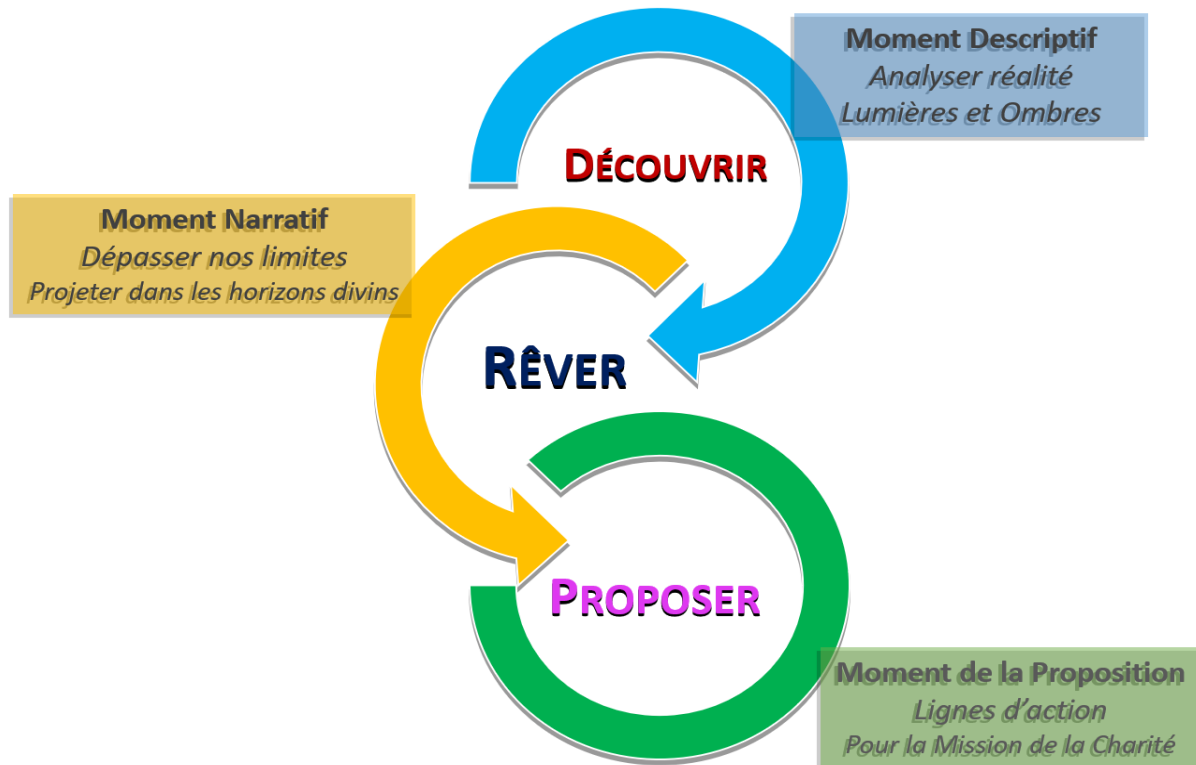 Moment Descriptif
Analyser réalité
Lumières et Ombres
DÉCOUVRIR
Moment Narratif
Dépasser nos limites
Projeter dans les horizons divins
RÊVER
PROPOSER
Moment de la Proposition
Lignes d’action
Pour la Mission de la Charité